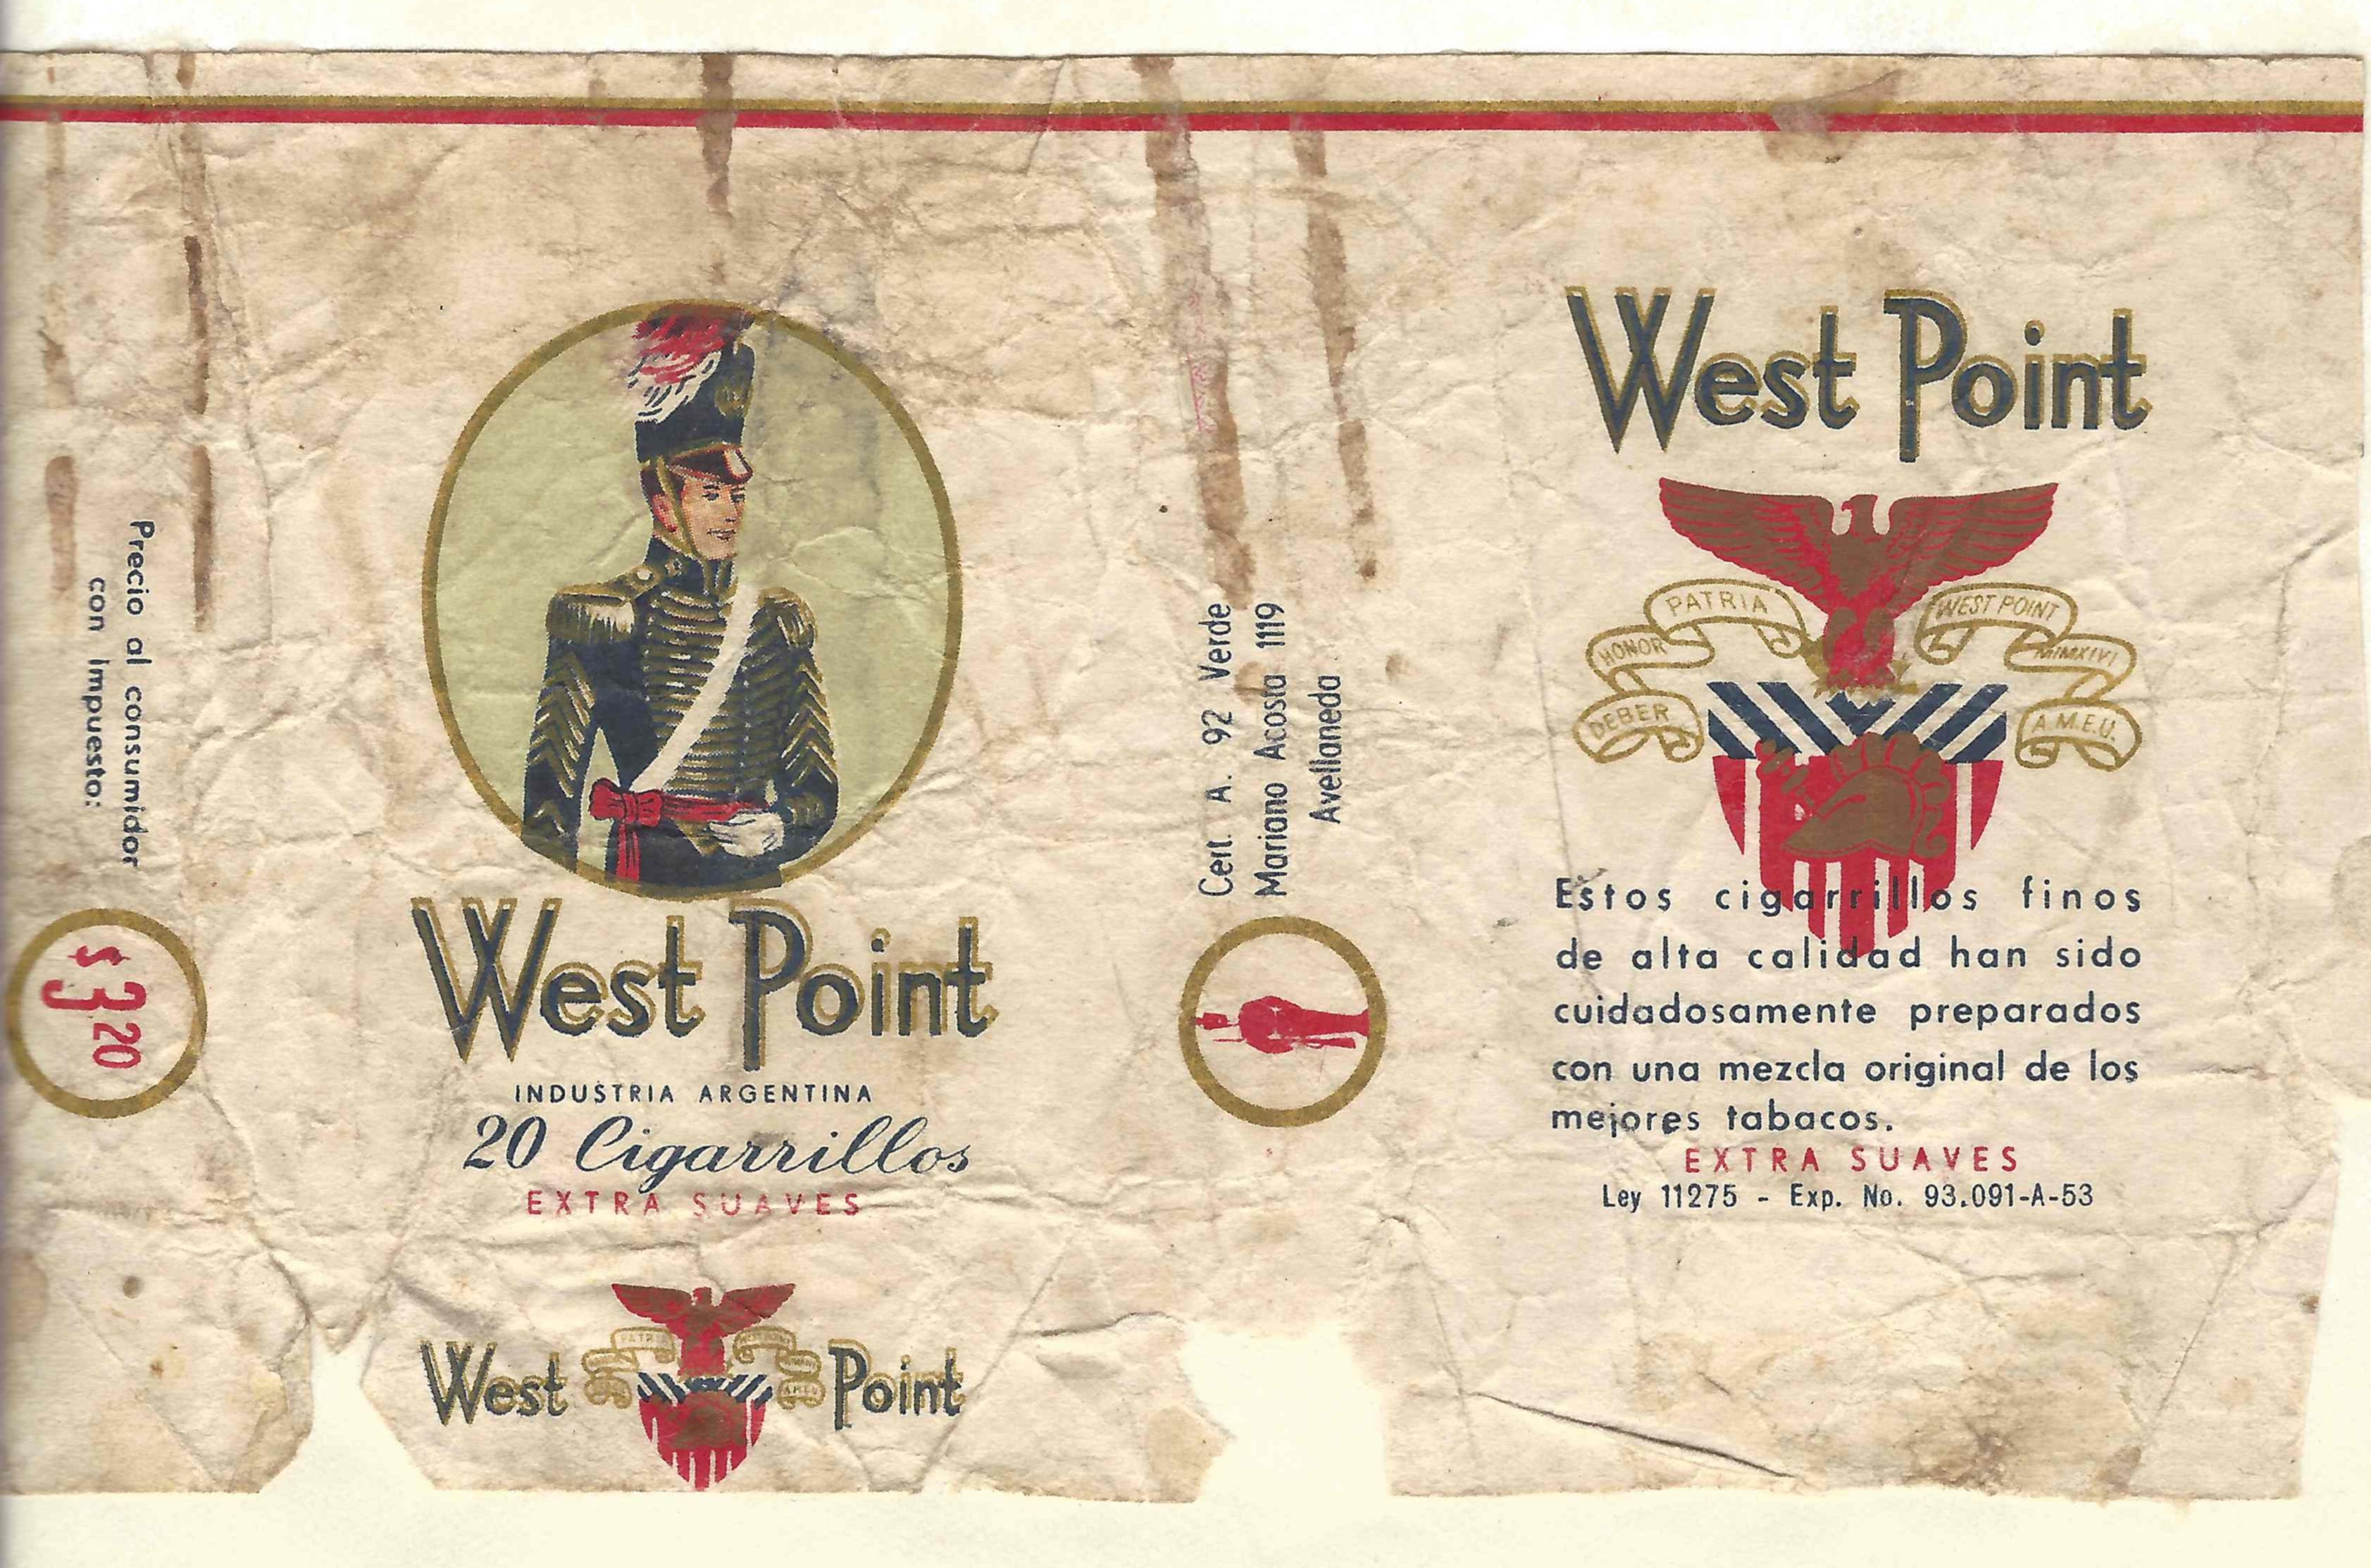 Precio al consumidor
con Impuesto:
$ 3 20
West Point
INDUSTRIA ARGENTINA
20 Cigarrillos
EXTRA SUAVES
West Point
PATRIA
A.M.E.U.
Cert. A. 92 Verde
Mariano Acosta 1119
Avellaneda
West Point
PATRIA
WEST POINT
HONOR
DEBER
A.M.E.U.
Estos cigarrillos finos
de alta calidad han sido
cuidadosamente preparados
con una mezcla original de los
mejores tabacos.
EXTRA SUAVES
Ley 11275 - Exp. No. 93.091-A-53